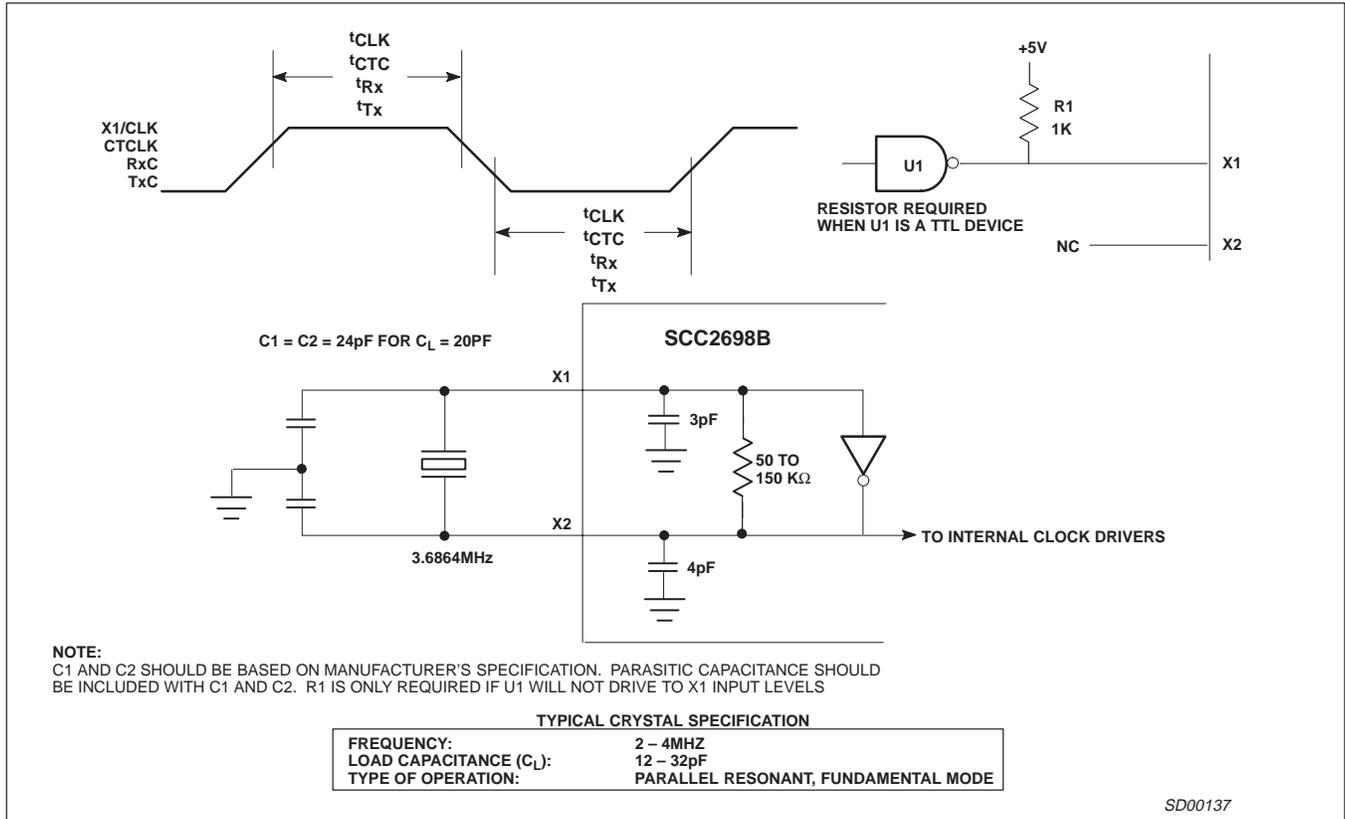 tCLK
tCTC
tRx
tTx
X1/CLK
CTCLK
RxC
TxC
tCLK
tCTC
tRx
tTx
+5V
R1
1K
U1
X1
RESISTOR REQUIRED
WHEN U1 IS A TTL DEVICE
NC
X2
C1 = C2 = 24pF FOR CL = 20PF
SCC2698B
X1
3pF
50 TO
150 KΩ
X2
TO INTERNAL CLOCK DRIVERS
3.6864MHz
4pF
NOTE:
C1 AND C2 SHOULD BE BASED ON MANUFACTURER'S SPECIFICATION. PARASITIC CAPACITANCE SHOULD
BE INCLUDED WITH C1 AND C2. R1 IS ONLY REQUIRED IF U1 WILL NOT DRIVE TO X1 INPUT LEVELS
TYPICAL CRYSTAL SPECIFICATION
FREQUENCY: 2 – 4MHZ
LOAD CAPACITANCE (CL): 12 – 32pF
TYPE OF OPERATION: PARALLEL RESONANT, FUNDAMENTAL MODE
SD00137